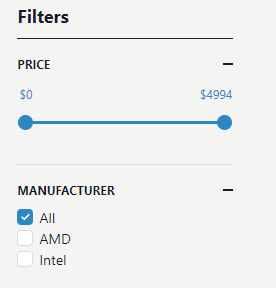 Filters
PRICE
$0 $4994
MANUFACTURER
All
AMD
Intel